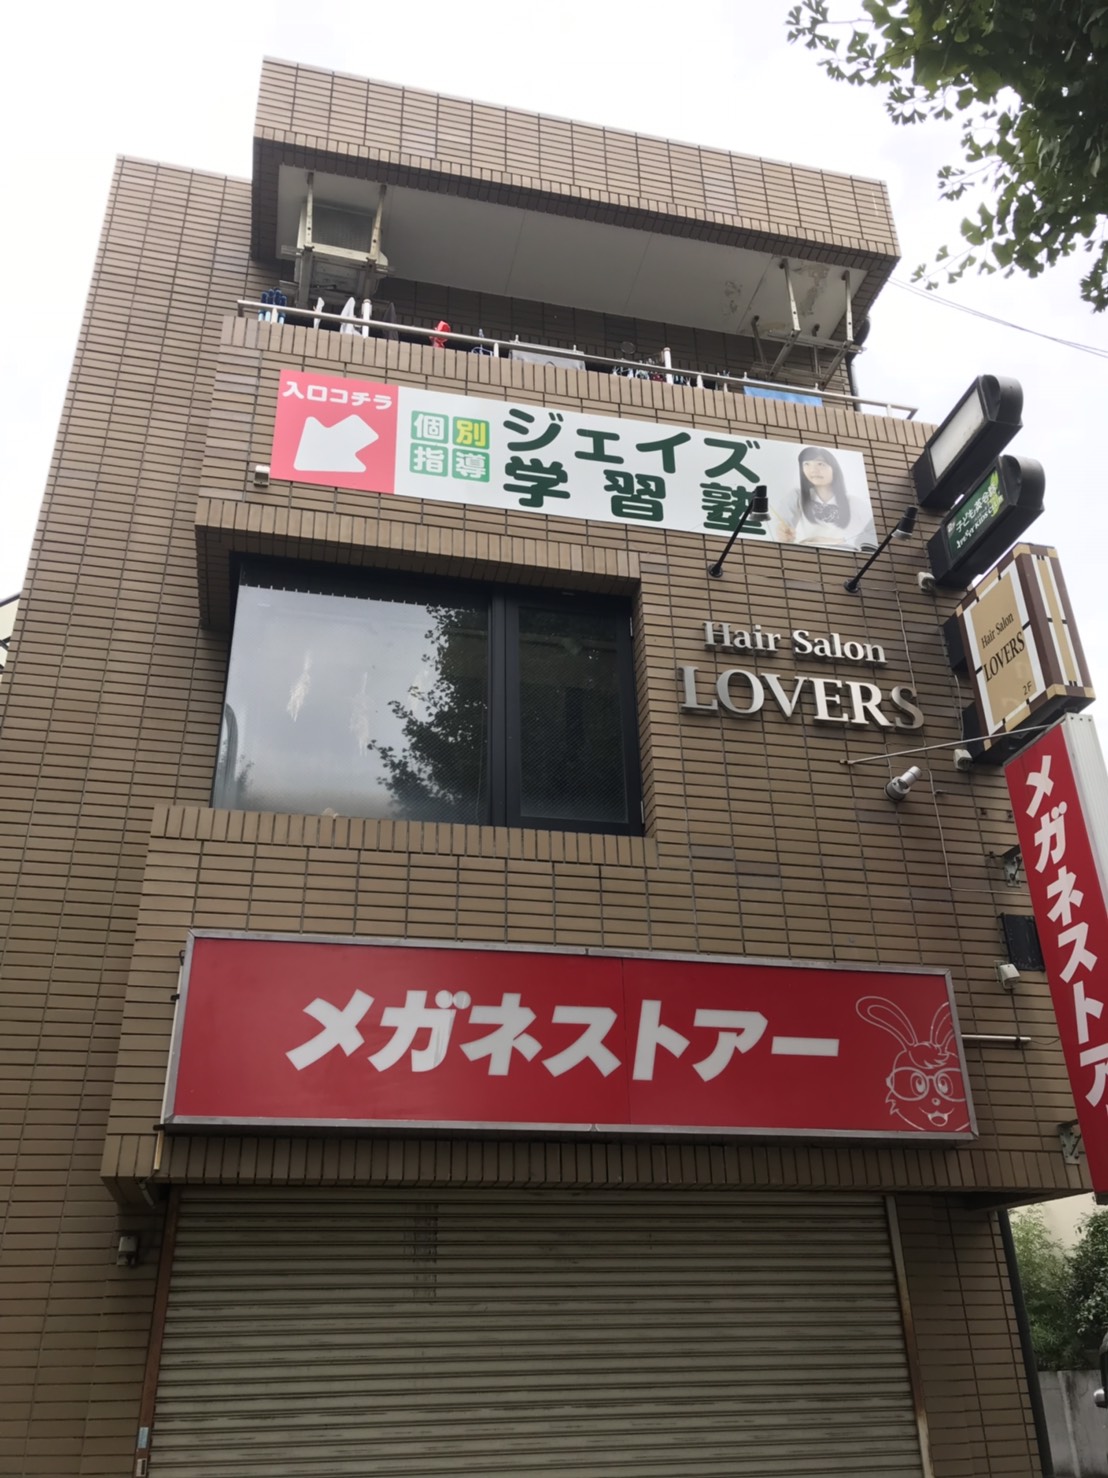 入口コチラ
個別
指導
ジェイズ
学習塾
Hair Salon
LOVERS
Hair Salon
LOVERS
2F
メガネストアー
メガネストア